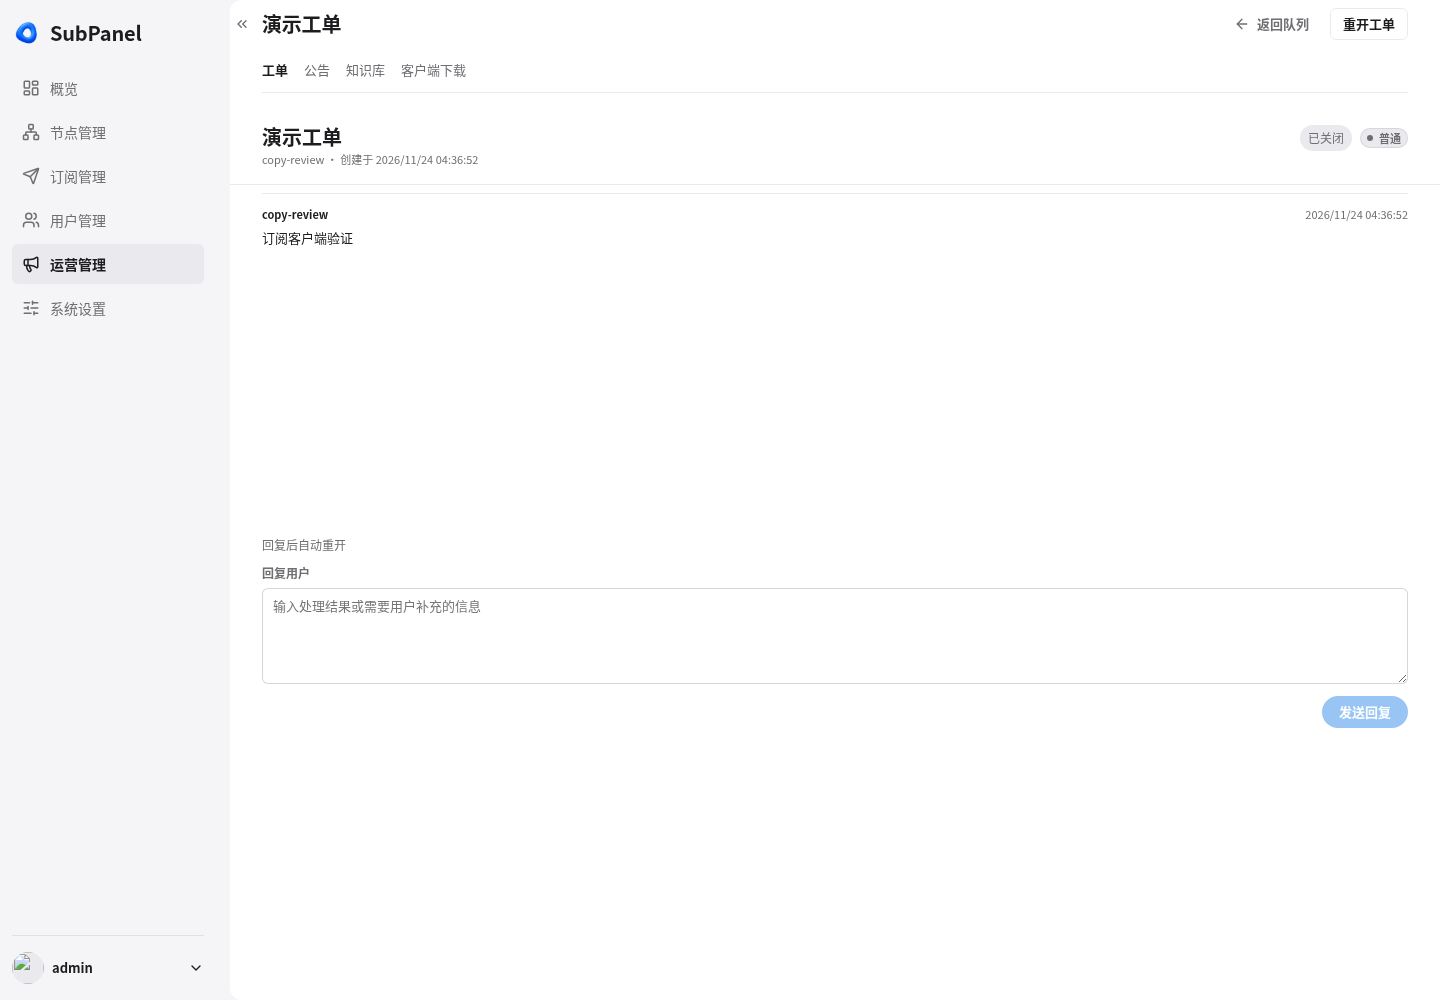 SubPanel
概览
节点管理
订阅管理
用户管理
运营管理
系统设置
admin
演示工单
返回队列
重开工单
工单 公告 知识库 客户端下载
演示工单
copy-review · 创建于 2026/11/24 04:36:52
已关闭
普通
copy-review
2026/11/24 04:36:52
订阅客户端验证
回复后自动重开
回复用户
输入处理结果或需要用户补充的信息
发送回复